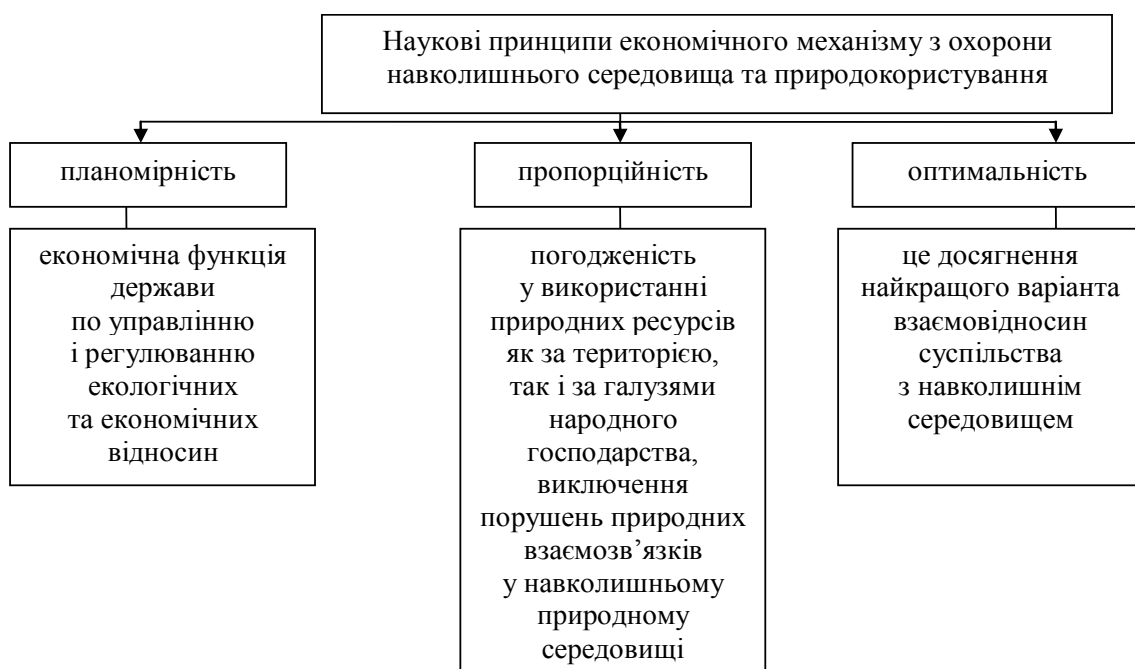 Наукові принципи економічного механізму з охорони
навколишнього середовища та природокористування
планомірність
пропорційність
оптимальність
економічна функція
держави
по управлінню
і регулюванню
екологічних
та економічних
відносин
погодженість
у використанні
природних ресурсів
як за територією,
так і за галузями
народного
господарства,
виключення
порушень природних
взаємозв’язків
у навколишньому
природному
середовищі
це досягнення
найкращого варіанта
взаємовідносин
суспільства
з навколишнім
середовищем